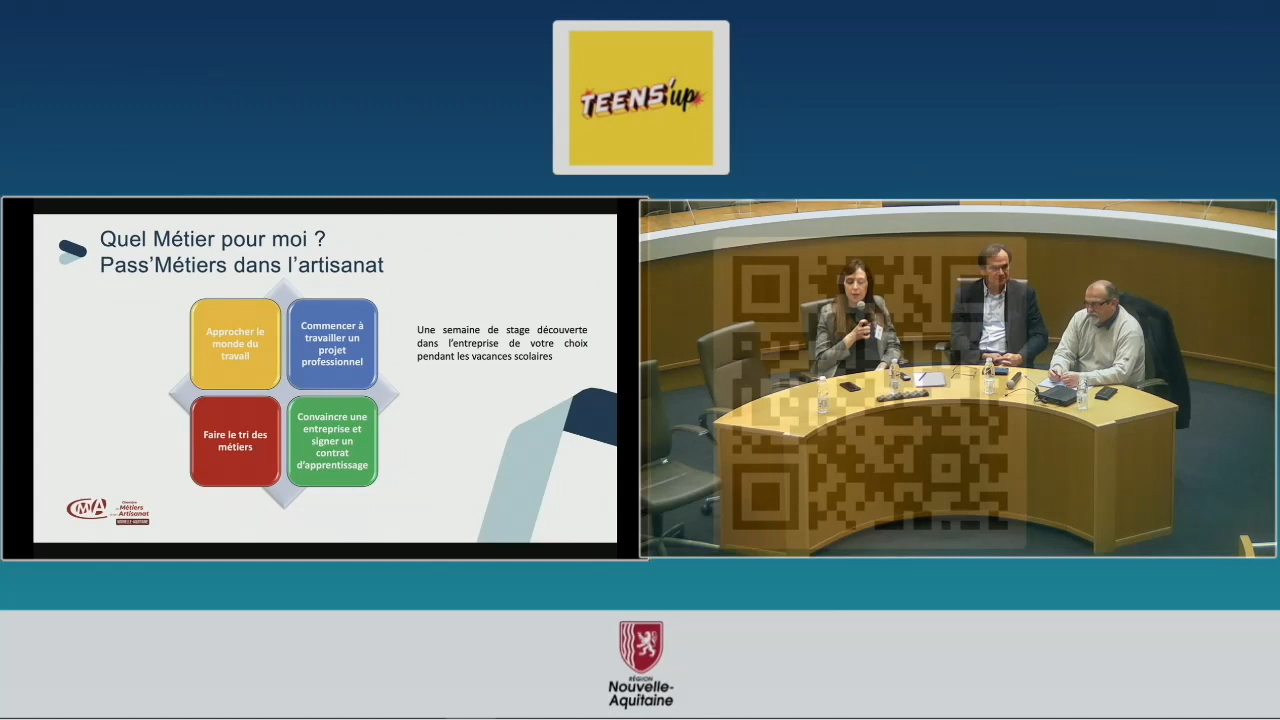 TEENS'up
Quel Métier pour moi ?
Pass'Métiers dans l'artisanat
Approcher le
monde du
travail
Commencer à
travailler un
projet
professionnel
Faire le tri des
métiers
Convaincre une
entreprise et
signer un
contrat
d'apprentissage
Une semaine de stage découverte
dans l'entreprise de votre choix
pendant les vacances scolaires
CMA
Métiers
Artisanat
NOUVELLE-AQUITAINE
RÉGION
Nouvelle-
Aquitaine